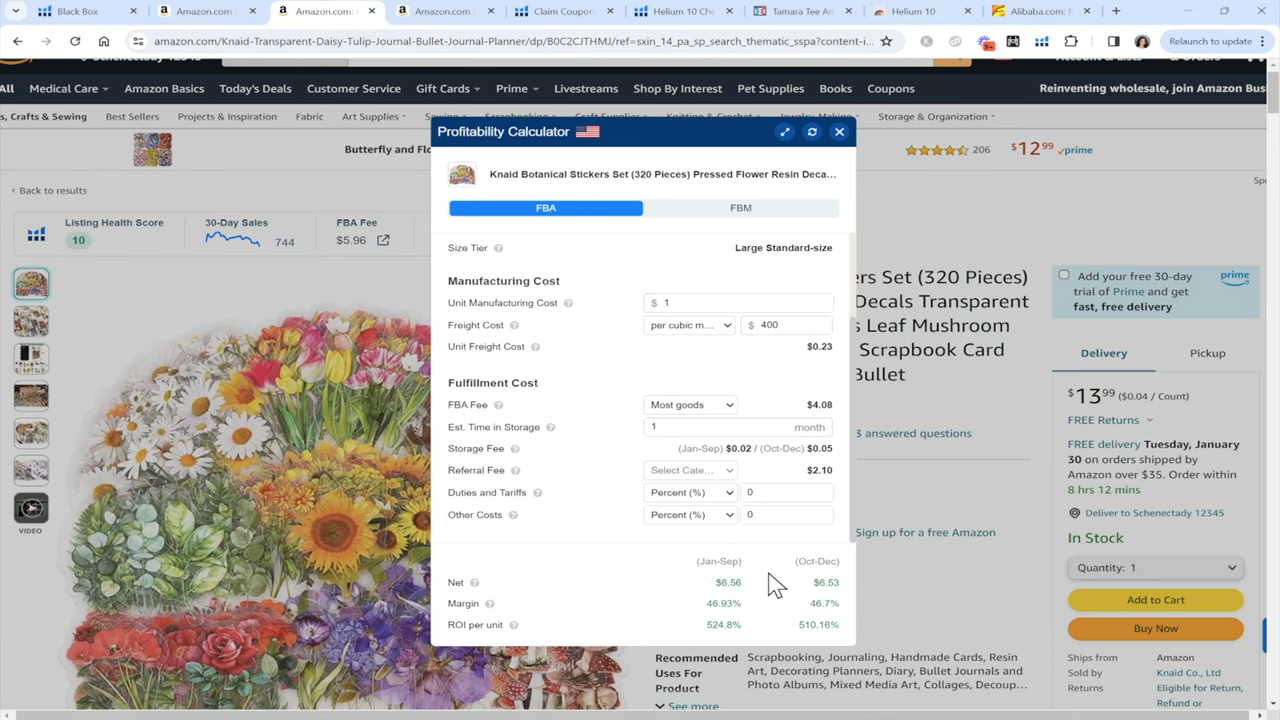 Black Box
Amazon.com :
Amazon.com: I
Amazon.com :
Claim Coupon
Helium 10 Che
Tamara Tee An
Helium 10
Alibaba.com: M
amazon.com/Knaid-Transparent-Daisy-Tulip-Journal-Bullet-Journal-Planner/dp/B0C2CJTHMJ/ref=sxin_14_pa_sp_search_thematic_sspa?content-i...
9+
Relaunch to update
Schenectady 12345
Account & Lists
& Orders
All
Medical Care
Amazon Basics
Today's Deals
Customer Service
Gift Cards
Prime
Livestreams
Shop By Interest
Pet Supplies
Books
Coupons
Reinventing wholesale, join Amazon Bus
s, Crafts & Sewing
Best Sellers
Projects & Inspiration
Fabric
Art Supplies
Storage & Organization
Butterfly and Flo
206
$12.99
prime
‹ Back to results
Spo
Listing Health Score
10
30-Day Sales
744
FBA Fee
$5.96
VIDEO
Profitability Calculator
Knaid Botanical Stickers Set (320 Pieces) Pressed Flower Resin Deca...
FBA
FBM
Size Tier
Large Standard-size
Manufacturing Cost
Unit Manufacturing Cost
$ 1
Freight Cost
per cubic m...
$ 400
Unit Freight Cost
$0.23
Fulfillment Cost
FBA Fee
Most goods
$4.08
Est. Time in Storage
1
month
Storage Fee
(Jan-Sep) $0.02 / (Oct-Dec) $0.05
Referral Fee
Select Cate...
$2.10
Duties and Tariffs
Percent (%)
0
Other Costs
Percent (%)
0
(Jan-Sep)
(Oct-Dec)
Net
$6.56
$6.53
Margin
46.93%
46.7%
ROI per unit
524.8%
510.16%
ers Set (320 Pieces)
Decals Transparent
s Leaf Mushroom
Scrapbook Card
Bullet
3 answered questions
Sign up for a free Amazon
Recommended
Uses For
Product
Scrapbooking, Journaling, Handmade Cards, Resin
Art, Decorating Planners, Diary, Bullet Journals and
Photo Albums, Mixed Media Art, Collages, Decoup...
See more
Add your free 30-day
trial of Prime and get
fast, free delivery
prime
Delivery
Pickup
$13.99 ($0.04 / Count)
FREE Returns
FREE delivery Tuesday, January
30 on orders shipped by
Amazon over $35. Order within
8 hrs 12 mins
Deliver to Schenectady 12345
In Stock
Quantity: 1
Add to Cart
Buy Now
Ships from
Amazon
Sold by
Knaid Co., Ltd
Returns
Eligible for Return,
Refund or